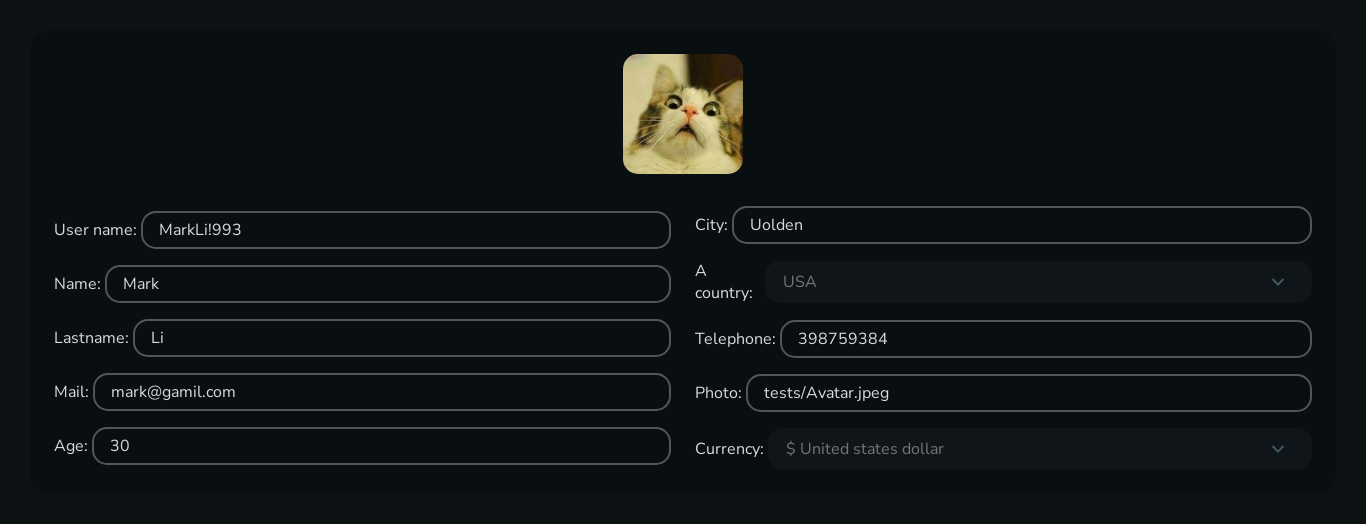 User name: MarkLi!993
Name: Mark
Lastname: Li
Mail: mark@gamil.com
Age: 30
City: Uolden
A
country: USA
Telephone: 398759384
Photo: tests/Avatar.jpeg
Currency: $ United states dollar